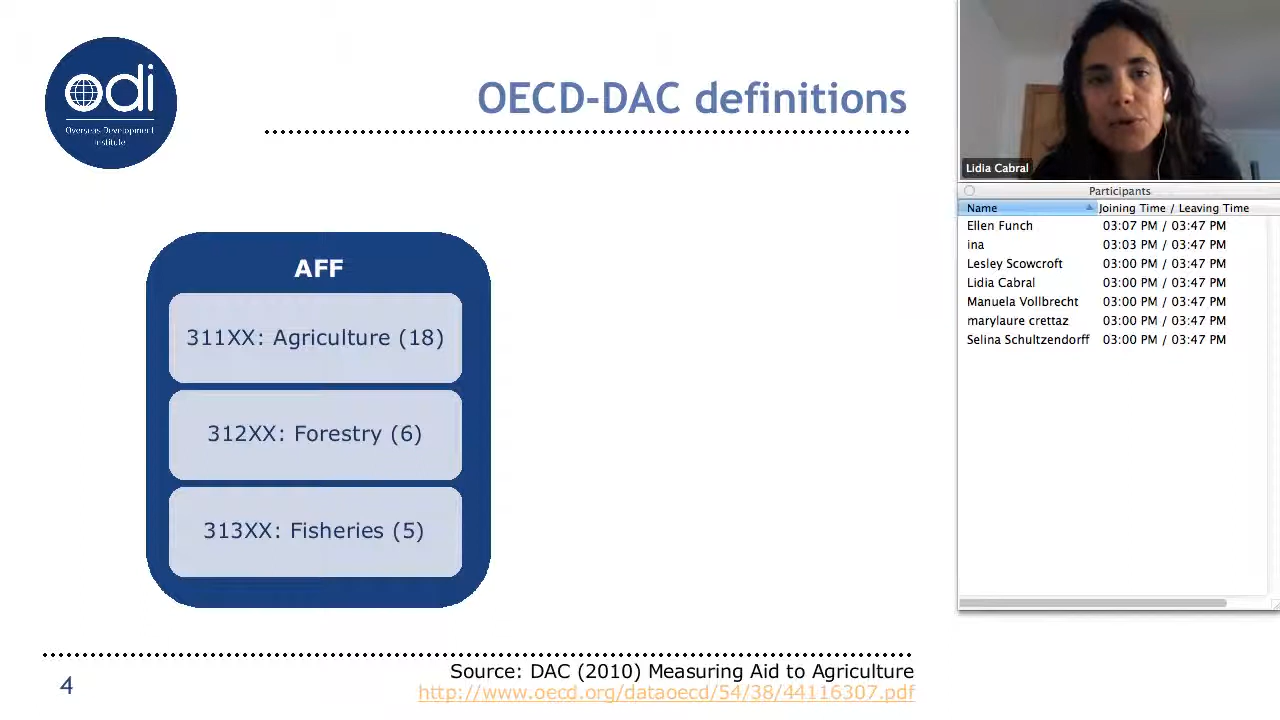 odi
Overseas Development
Institute
OECD-DAC definitions
AFF
311XX: Agriculture (18)
312XX: Forestry (6)
313XX: Fisheries (5)
Source: DAC (2010) Measuring Aid to Agriculture
http://www.oecd.org/dataoecd/54/38/44116307.pdf
4
Lidia Cabral
Participants
Name Joining Time / Leaving Time
Ellen Funch 03:07 PM / 03:47 PM
ina 03:03 PM / 03:47 PM
Lesley Scowcroft 03:00 PM / 03:47 PM
Lidia Cabral 03:00 PM / 03:47 PM
Manuela Vollbrecht 03:00 PM / 03:47 PM
marylaure crettaz 03:00 PM / 03:47 PM
Selina Schultzendorff 03:00 PM / 03:47 PM